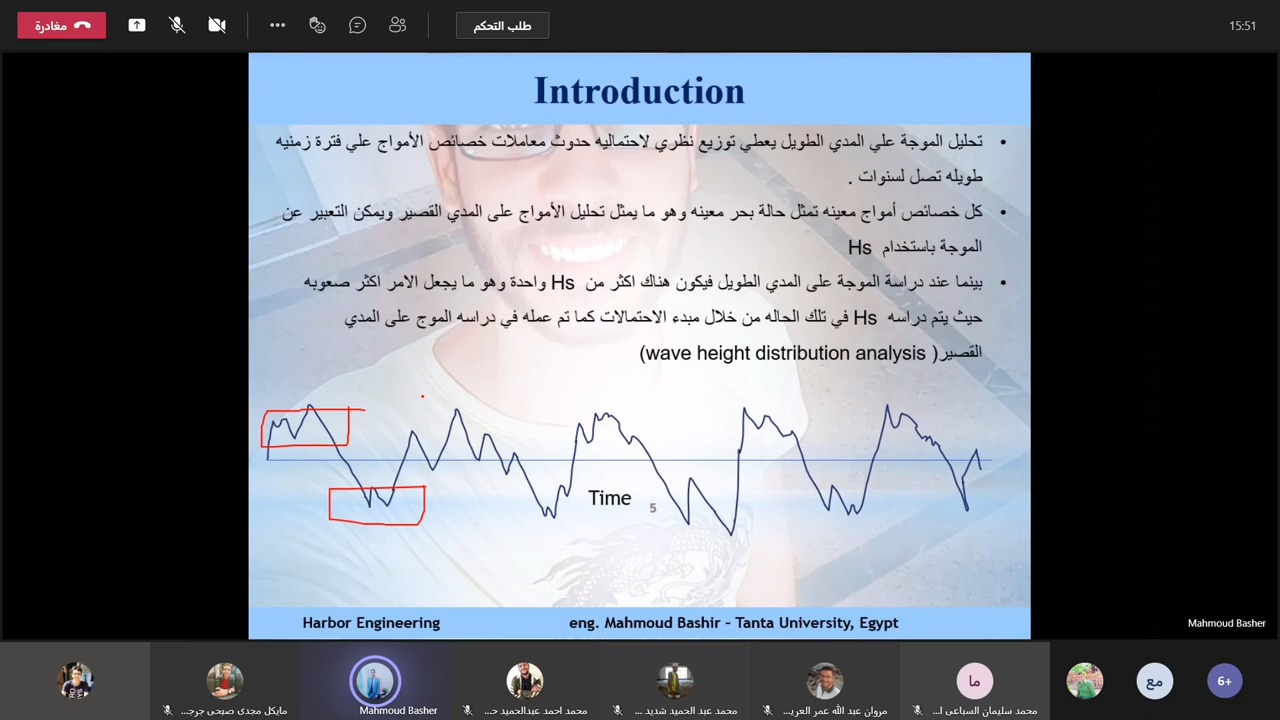 مغادرة
طلب التحكم
15:51
Introduction
• تحليل الموجة علي المدي الطويل يعطي توزيع نظري لاحتماليه حدوث معاملات خصائص الأمواج علي فترة زمنيه
طويله تصل لسنوات .
• كل خصائص أمواج معينه تمثل حالة بحر معينه وهو ما يمثل تحليل الأمواج على المدي القصير ويمكن التعبير عن
الموجة باستخدام Hs
• بينما عند دراسة الموجة على المدي الطويل فيكون هناك اكثر من Hs واحدة وهو ما يجعل الامر اكثر صعوبه
حيث يتم دراسه Hs في تلك الحاله من خلال مبدء الاحتمالات كما تم عمله في دراسه الموج على المدي
القصير( wave height distribution analysis)
Time
5
Harbor Engineering
eng. Mahmoud Bashir – Tanta University, Egypt
Mahmoud Basher
ما
مع
+6
مايكل مجدى صبحى جرجـ...
Mahmoud Basher
محمد احمد عبدالحميد حـ...
محمد عبد الحميد شديد ...
مروان عبد الله عمر العريـ...
محمد سليمان السباعى ا...